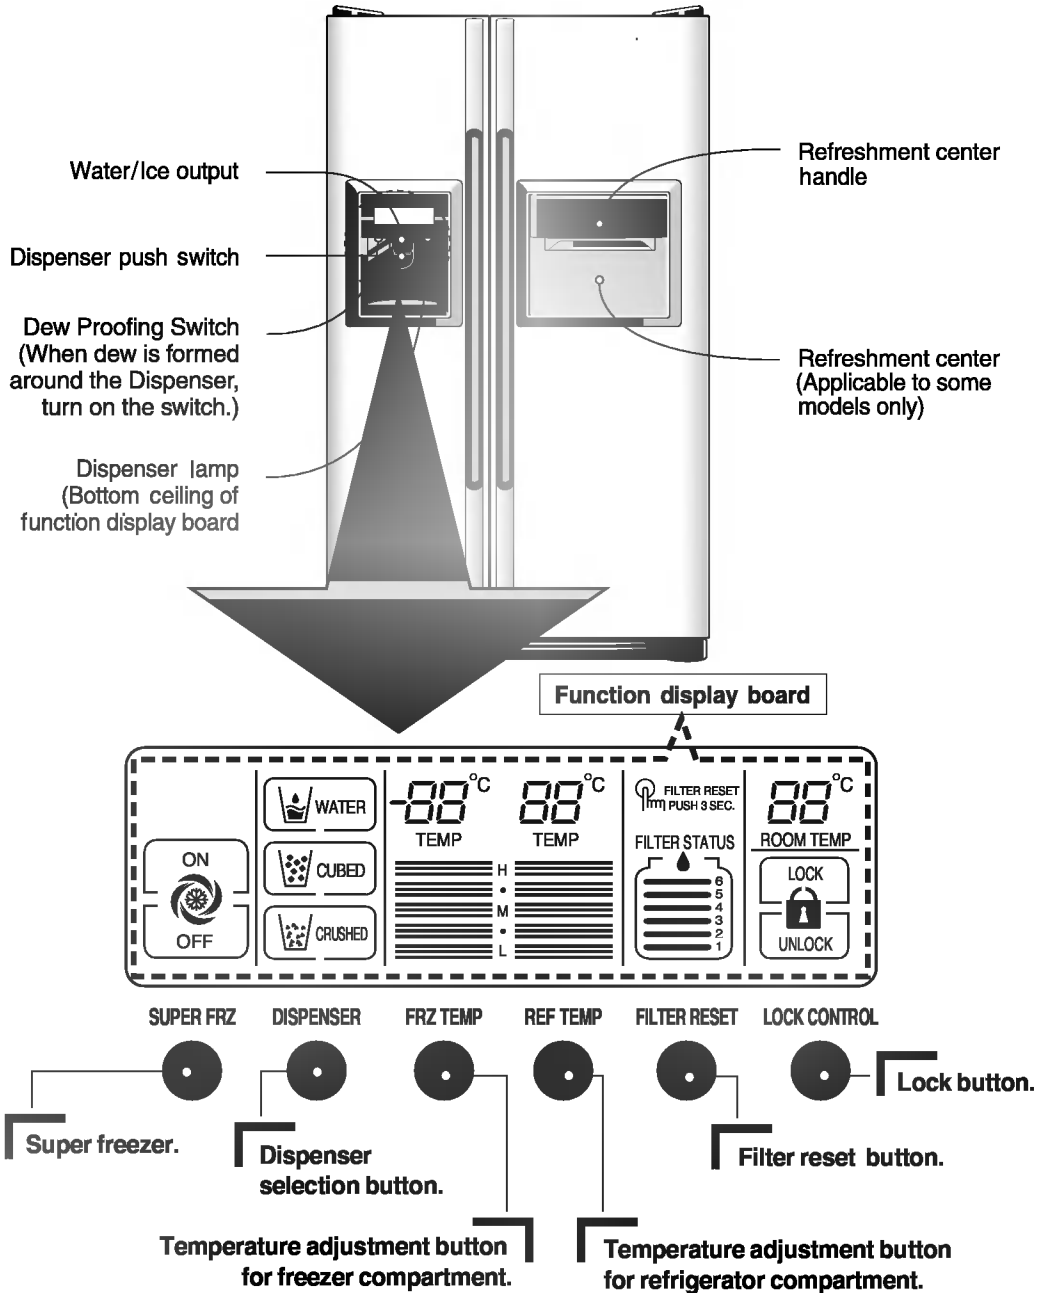 Water/Ice output
Dispenser push switch
Dew Proofing Switch
(When dew is formed
around the Dispenser,
turn on the switch.)
Dispenser lamp
(Bottom ceiling of
function display board
Refreshment center
handle
Refreshment center
(Applicable to some
models only)
Function display board
ON
OFF
WATER
CUBED
CRUSHED
-88°C
TEMP
88°C
TEMP
H
M
L
FILTER RESET
PUSH 3 SEC.
FILTER STATUS
6
5
4
3
2
1
88°C
ROOM TEMP
LOCK
UNLOCK
SUPER FRZ DISPENSER FRZ TEMP REF TEMP FILTER RESET LOCK CONTROL
Lock button.
Super freezer.
Dispenser
selection button.
Filter reset button.
Temperature adjustment button
for freezer compartment.
Temperature adjustment button
for refrigerator compartment.